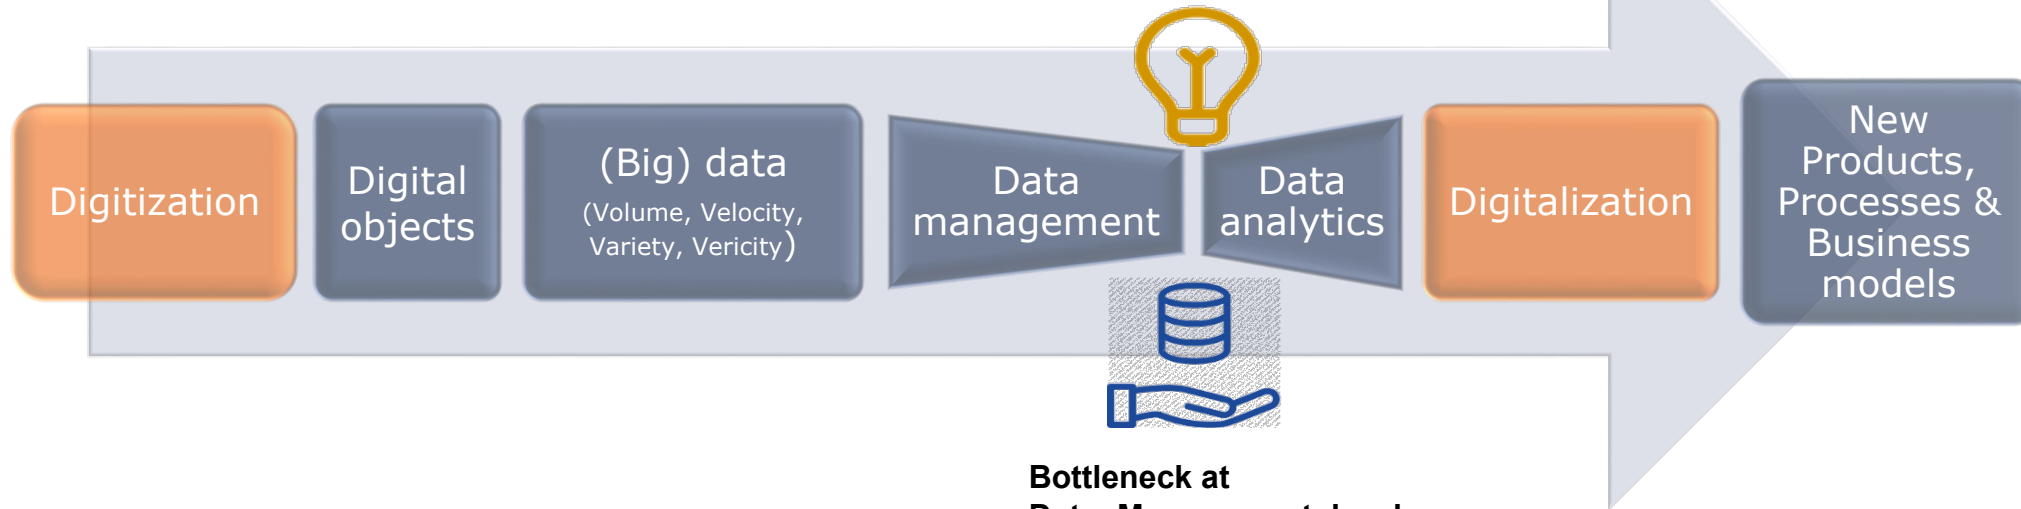 Digitization
Digital
objects
(Big) data
(Volume, Velocity,
Variety, Vericity)
Data
management
Data
analytics
Digitalization
New
Products,
Processes &
Business
models
Bottleneck at